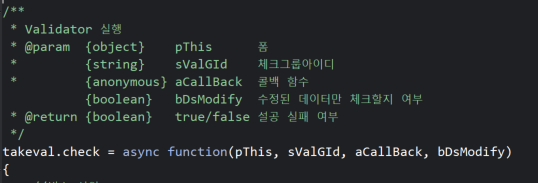 /**
 * Validator 실행
 * @param  {object}    pThis      폼
 *         {string}    sValGId    체크그룹아이디
 *         {anonymous} aCallBack  콜백 함수
           {boolean}   bDsModify  수정된 데이터만 체크할지 여부
 * @return {boolean}   true/false 성공 실패 여부
 */
takeval.check = async function(pThis, sValGId, aCallBack, bDsModify)
{